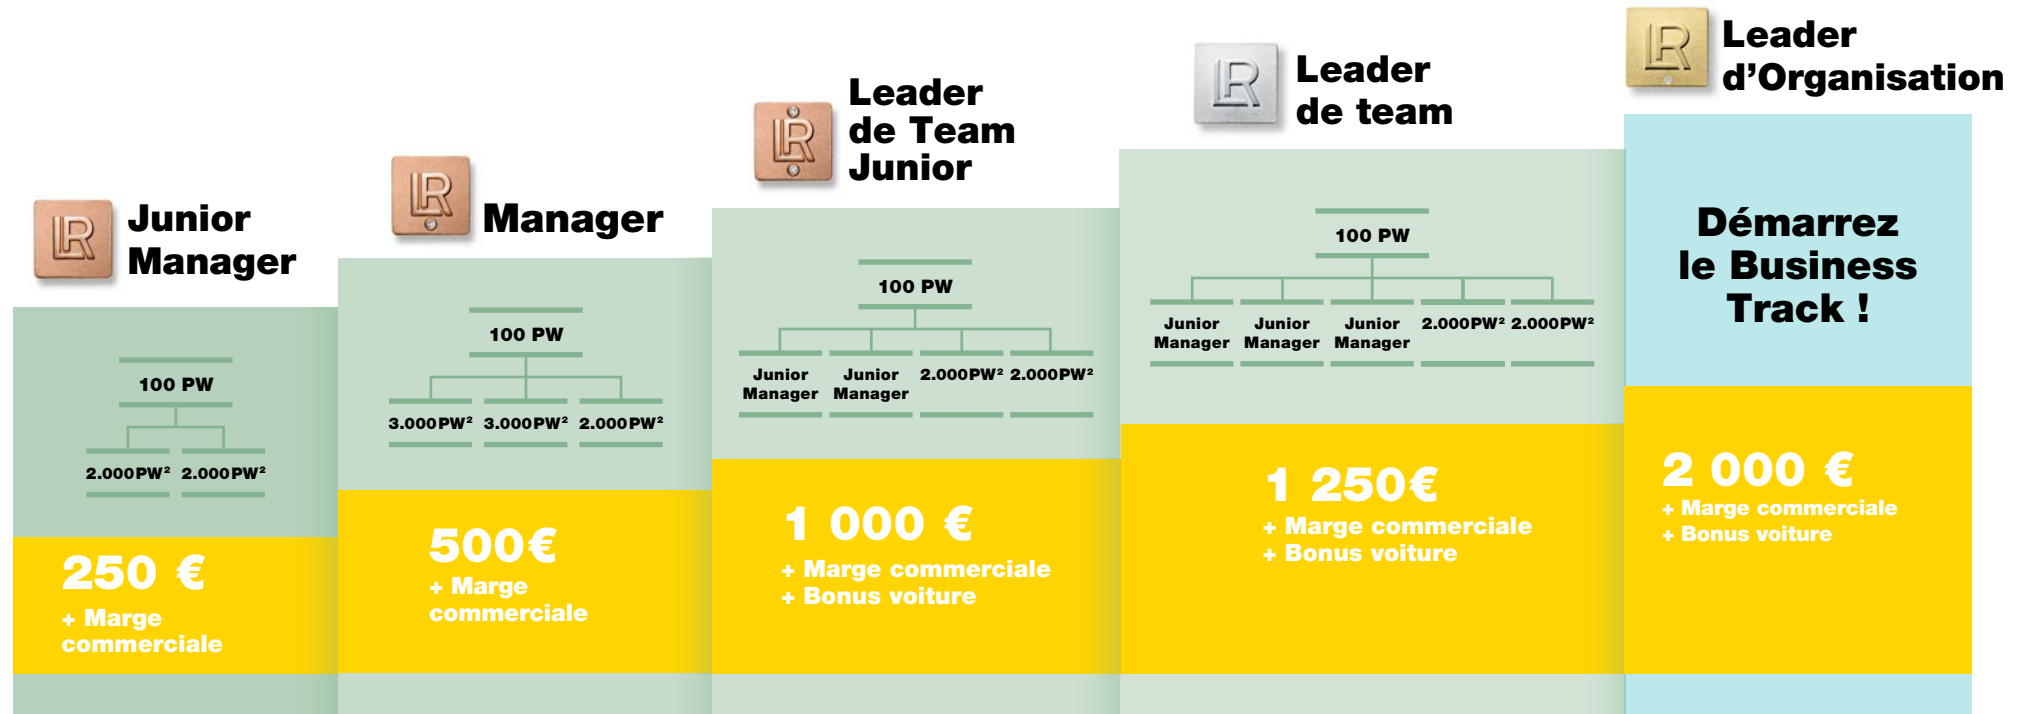 LR
Junior
Manager
100 PW
2.000PW² 2.000PW²
250 €
+ Marge
commerciale
LR
Manager
100 PW
3.000PW² 3.000PW² 2.000PW²
500€
+ Marge
commerciale
LR
Leader
de Team
Junior
100 PW
Junior
Manager
Junior
Manager
2.000PW² 2.000PW²
1 000 €
+ Marge commerciale
+ Bonus voiture
LR
Leader
de team
100 PW
Junior
Manager
Junior
Manager
Junior
Manager
2.000PW² 2.000PW²
1 250€
+ Marge commerciale
+ Bonus voiture
LR
Leader
d’Organisation
Démarrez
le Business
Track !
2 000 €
+ Marge commerciale
+ Bonus voiture